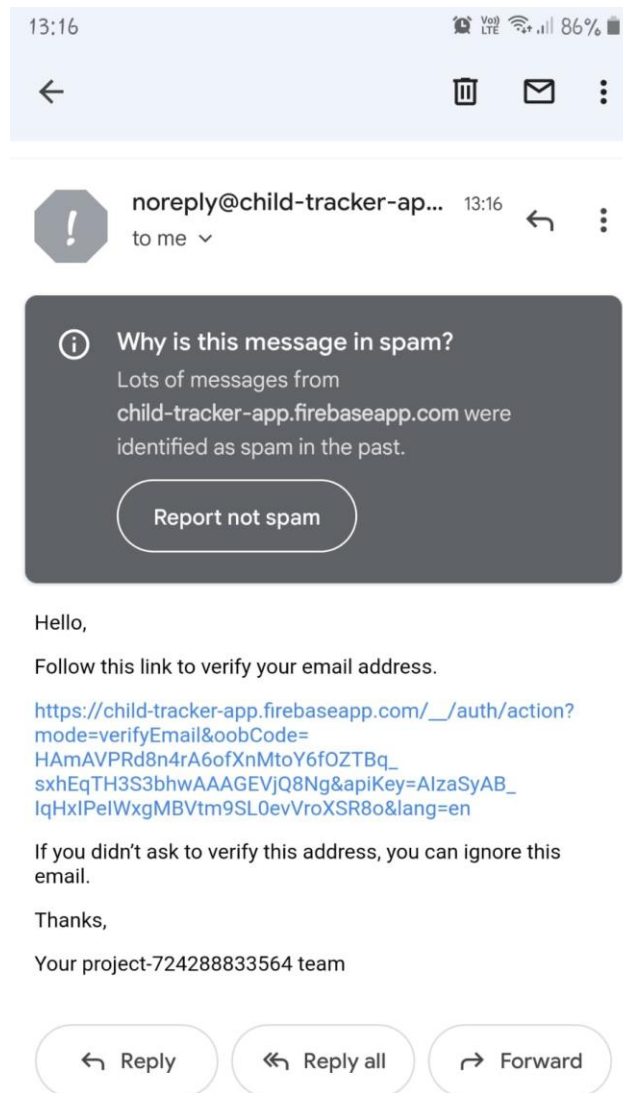 13:16
Vo)) LTE 86%
noreply@child-tracker-ap... 13:16
to me
Why is this message in spam?
Lots of messages from
child-tracker-app.firebaseapp.com were
identified as spam in the past.
Report not spam
Hello,
Follow this link to verify your email address.
https://child-tracker-app.firebaseapp.com/__/auth/action?
mode=verifyEmail&oobCode=
HAmAVPRd8n4rA6ofXnMtoY6fOZTBq_
sxhEqTH3S3bhwAAAGEVjQ8Ng&apiKey=AIzaSyAB_
IqHxIPeIWxgMBVtm9SL0evVroXSR8o&lang=en
If you didn’t ask to verify this address, you can ignore this
email.
Thanks,
Your project-724288833564 team
Reply
Reply all
Forward